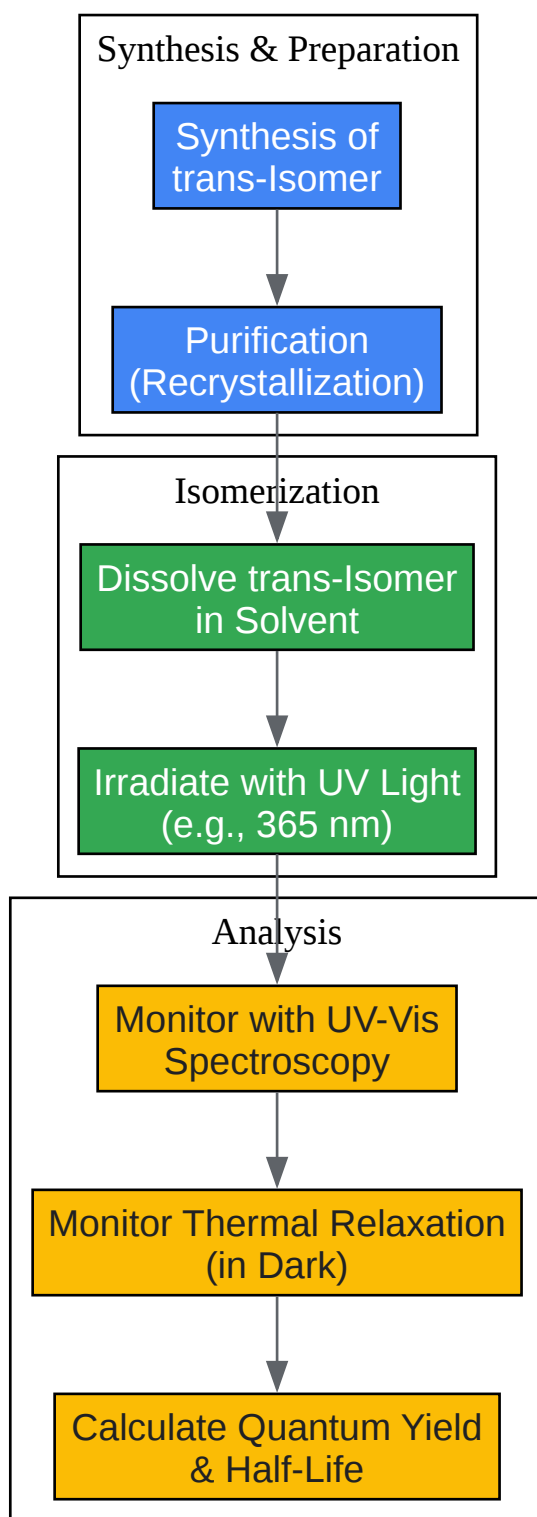 Synthesis & Preparation
Synthesis of
trans-Isomer
Purification
(Recrystallization)
Isomerization
Dissolve trans-Isomer
in Solvent
Irradiate with UV Light
(e.g., 365 nm)
Analysis
Monitor with UV-Vis
Spectroscopy
Monitor Thermal Relaxation
(in Dark)
Calculate Quantum Yield
& Half-Life